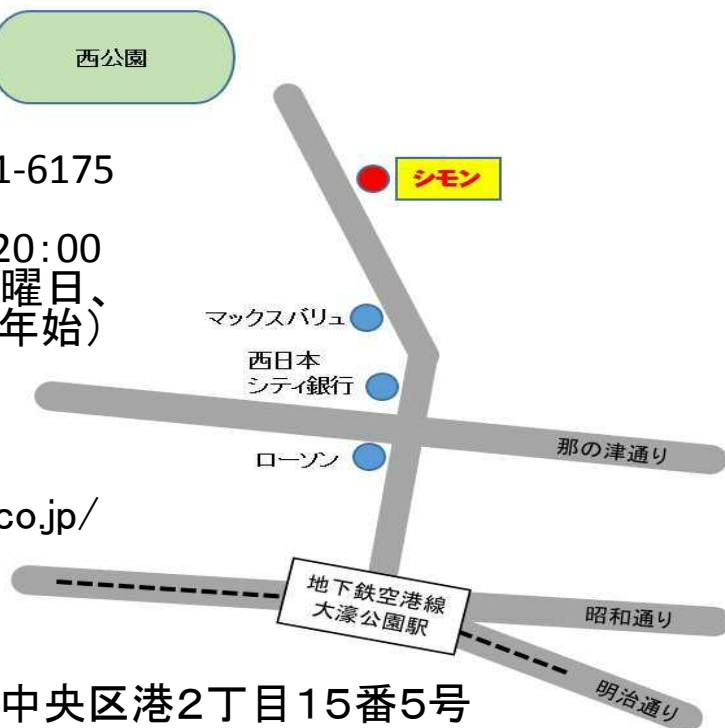 西公園
1-6175
シモン
20:00
曜日、
年始）
マックスバリュ
西日本
シティ銀行
那の津通り
ローソン
co.jp/
地下鉄空港線
大濠公園駅
昭和通り
明治通り
中央区港2丁目15番5号